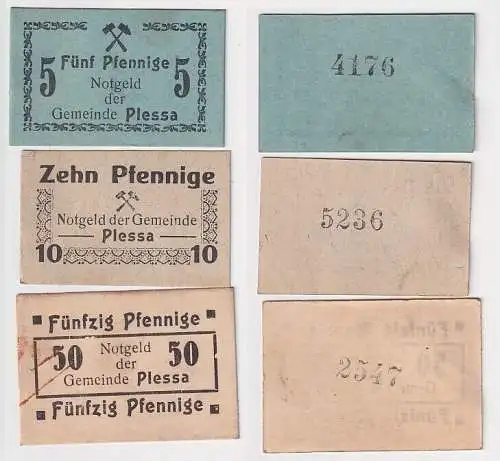 Fünf Pfennige
5 Notgeld 5
der
Gemeinde Plessa
4176
Zehn Pfennige
Notgeld der Gemeinde
Plessa
10 10
5236
Fünfzig Pfennige
50 Notgeld 50
der
Gemeinde Plessa
Fünfzig Pfennige
2547